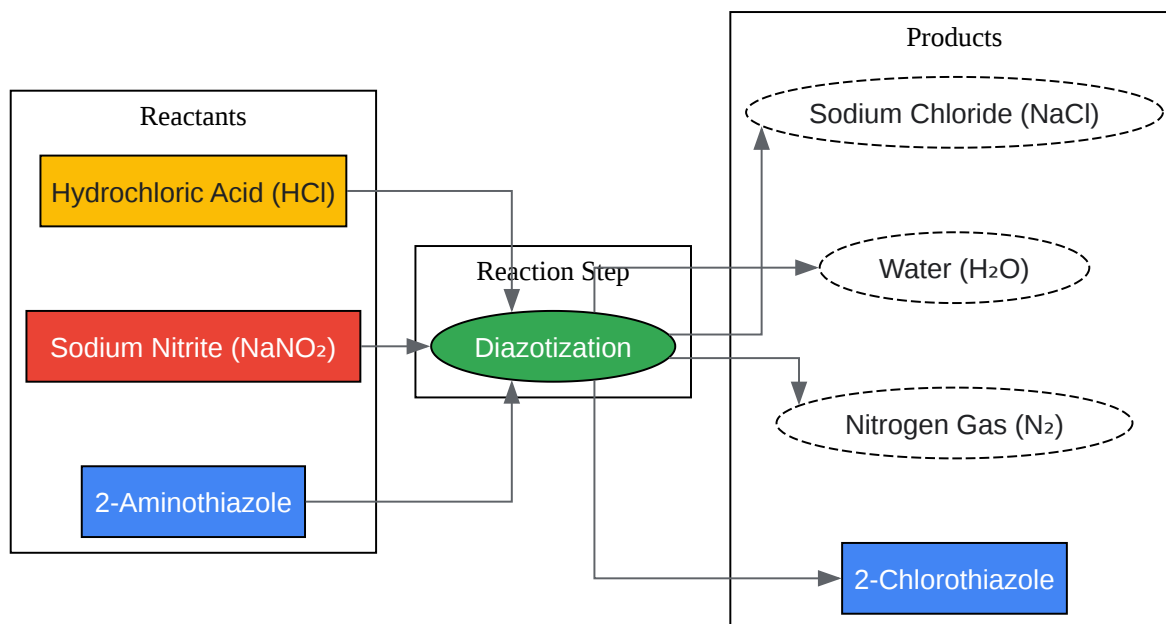 Reactants
Hydrochloric Acid (HCl)
Sodium Nitrite (NaNO₂)
2-Aminothiazole
Reaction Step
Diazotization
Products
Sodium Chloride (NaCl)
Water (H₂O)
Nitrogen Gas (N₂)
2-Chlorothiazole